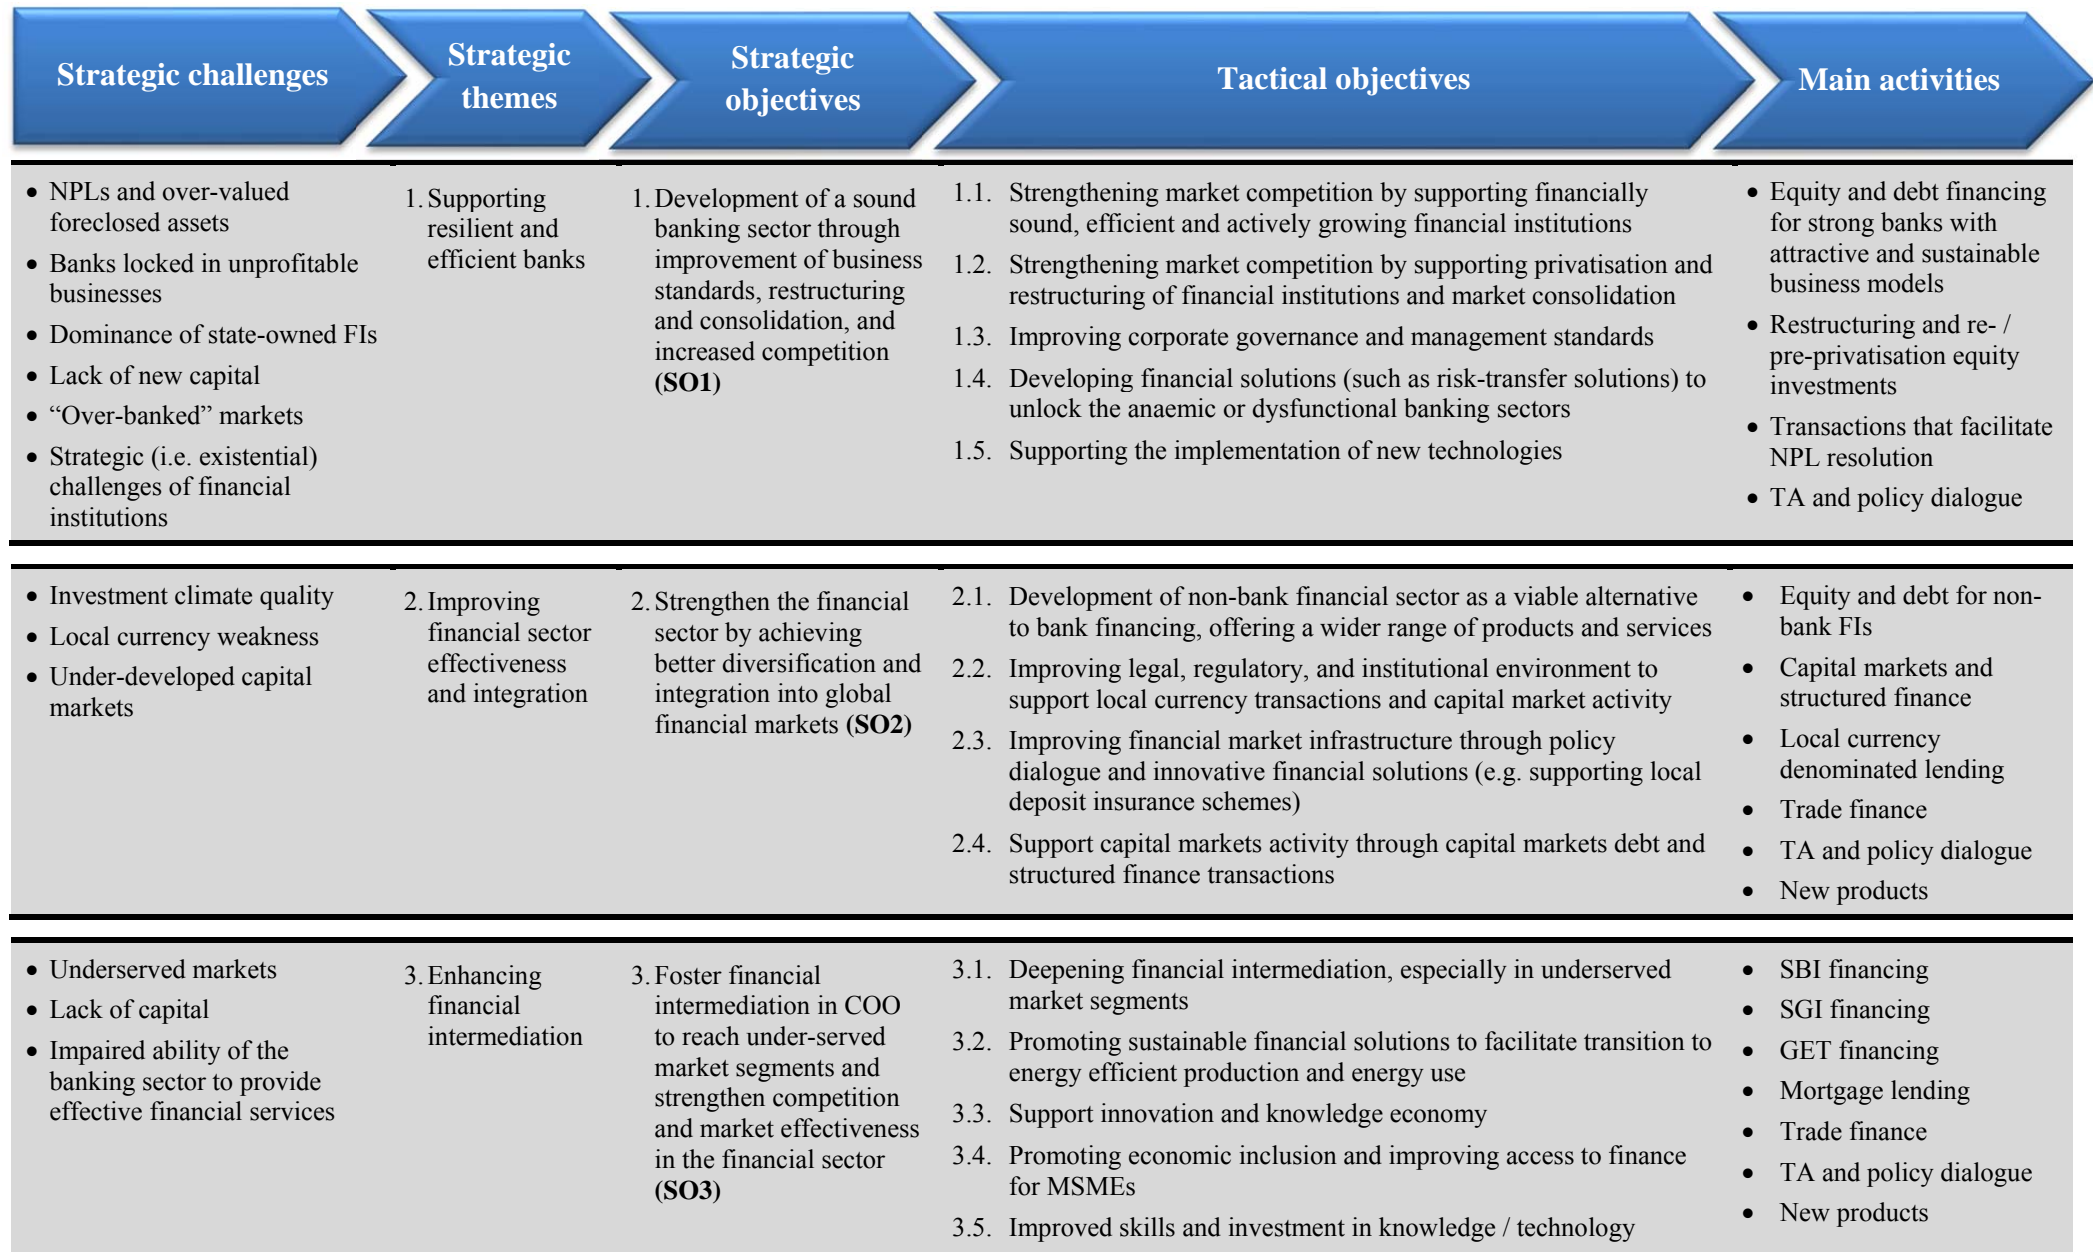 Strategic challenges
Strategic
themes
Strategic
objectives
Tactical objectives
Main activities
• NPLs and over-valued
foreclosed assets
• Banks locked in unprofitable
businesses
• Dominance of state-owned FIs
• Lack of new capital
• “Over-banked” markets
• Strategic (i.e. existential)
challenges of financial
institutions
1. Supporting
resilient and
efficient banks
1. Development of a sound
banking sector through
improvement of business
standards, restructuring
and consolidation, and
increased competition
(SO1)
1.1. Strengthening market competition by supporting financially
sound, efficient and actively growing financial institutions
1.2. Strengthening market competition by supporting privatisation and
restructuring of financial institutions and market consolidation
1.3. Improving corporate governance and management standards
1.4. Developing financial solutions (such as risk-transfer solutions) to
unlock the anaemic or dysfunctional banking sectors
1.5. Supporting the implementation of new technologies
• Equity and debt financing
for strong banks with
attractive and sustainable
business models
• Restructuring and re- /
pre-privatisation equity
investments
• Transactions that facilitate
NPL resolution
• TA and policy dialogue
• Investment climate quality
• Local currency weakness
• Under-developed capital
markets
2. Improving
financial sector
effectiveness
and integration
2. Strengthen the financial
sector by achieving
better diversification and
integration into global
financial markets (SO2)
2.1. Development of non-bank financial sector as a viable alternative
to bank financing, offering a wider range of products and services
2.2. Improving legal, regulatory, and institutional environment to
support local currency transactions and capital market activity
2.3. Improving financial market infrastructure through policy
dialogue and innovative financial solutions (e.g. supporting local
deposit insurance schemes)
2.4. Support capital markets activity through capital markets debt and
structured finance transactions
• Equity and debt for non-
bank FIs
• Capital markets and
structured finance
• Local currency
denominated lending
• Trade finance
• TA and policy dialogue
• New products
• Underserved markets
• Lack of capital
• Impaired ability of the
banking sector to provide
effective financial services
3. Enhancing
financial
intermediation
3. Foster financial
intermediation in COO
to reach under-served
market segments and
strengthen competition
and market effectiveness
in the financial sector
(SO3)
3.1. Deepening financial intermediation, especially in underserved
market segments
3.2. Promoting sustainable financial solutions to facilitate transition to
energy efficient production and energy use
3.3. Support innovation and knowledge economy
3.4. Promoting economic inclusion and improving access to finance
for MSMEs
3.5. Improved skills and investment in knowledge / technology
• SBI financing
• SGI financing
• GET financing
• Mortgage lending
• Trade finance
• TA and policy dialogue
• New products